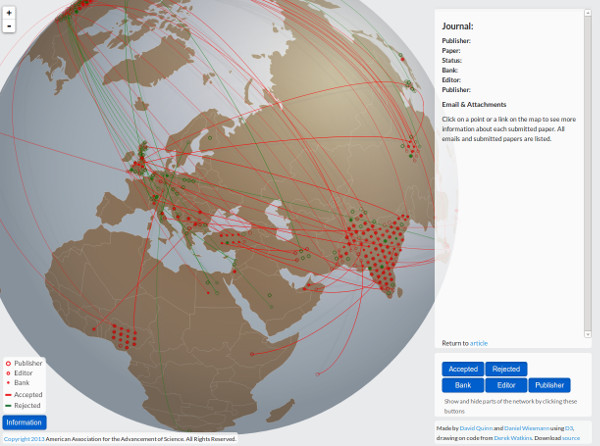 +
-
Journal:
Publisher:
Paper:
Status:
Bank:
Editor:
Publisher:
Email & Attachments
Click on a point or a link on the map to see more
information about each submitted paper. All
emails and submitted papers are listed.
Return to article
Publisher
Editor
Bank
Accepted
Rejected
Information
Accepted Rejected
Bank Editor Publisher
Show and hide parts of the network by clicking these
buttons
Made by David Quinn and Daniel Wiesmann using D3,
drawing on code from Derek Watkins. Download source
Copyright 2013 American Association for the Advancement of Science. All Rights Reserved.